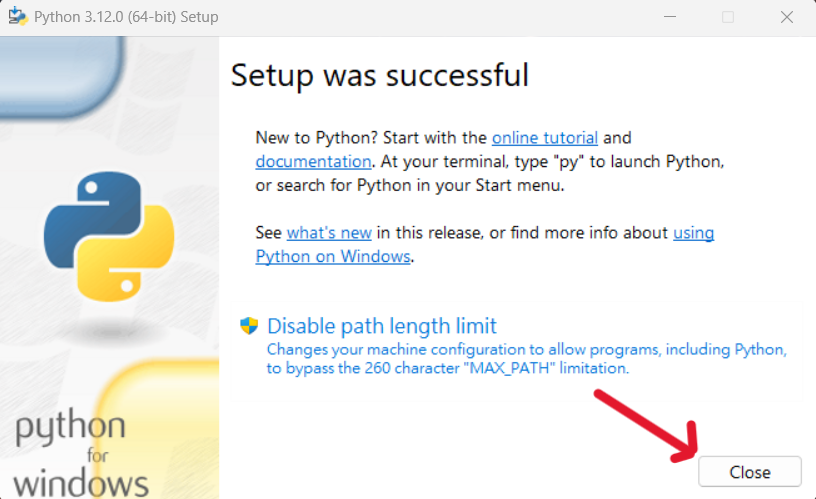 Python 3.12.0 (64-bit) Setup
Setup was successful
New to Python? Start with the online tutorial and
documentation. At your terminal, type "py" to launch Python,
or search for Python in your Start menu.
See what's new in this release, or find more info about using
Python on Windows.
Disable path length limit
Changes your machine configuration to allow programs, including Python,
to bypass the 260 character "MAX_PATH" limitation.
python
for
windows
Close